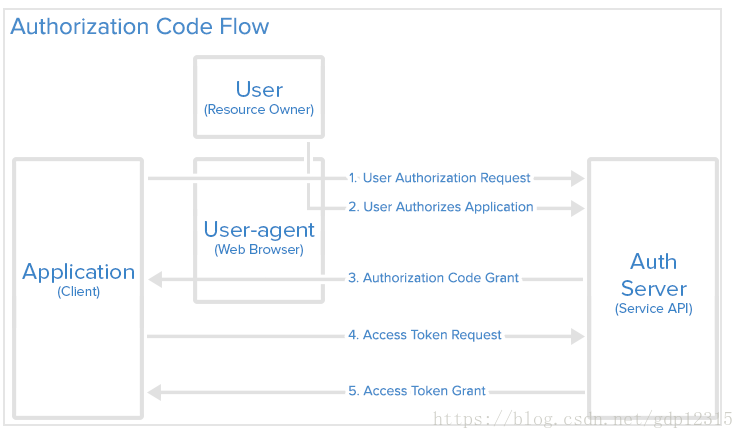 Authorization Code Flow
User
(Resource Owner)
1. User Authorization Request
2. User Authorizes Application
User-agent
(Web Browser)
Application
(Client)
3. Authorization Code Grant
Auth
Server
(Service API)
4. Access Token Request
5. Access Token Grant
https://blog.csdn.net/gdp12315